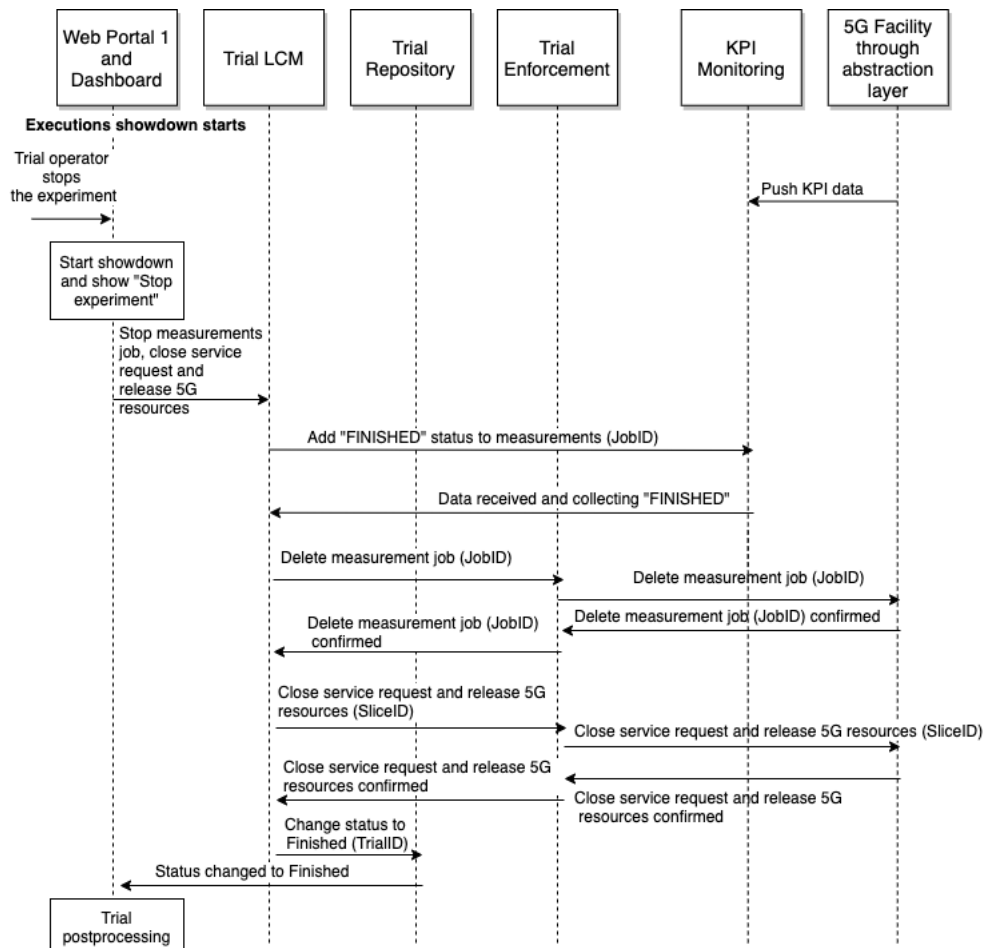 Web Portal 1
and
Dashboard
Trial LCM
Trial
Repository
Trial
Enforcement
KPI
Monitoring
5G Facility
through
abstraction
layer
Executions showdown starts
Trial operator
stops
the experiment
Push KPI data
Start showdown
and show "Stop
experiment"
Stop measurements
job, close service
request and
release 5G
resources
Add "FINISHED" status to measurements (JobID)
Data received and collecting "FINISHED"
Delete measurement job (JobID)
Delete measurement job (JobID)
Delete measurement job (JobID) confirmed
Delete measurement job (JobID)
confirmed
Close service request and release 5G
resources (SliceID)
Close service request and release 5G resources (SliceID)
Close service request and release 5G
resources confirmed
Close service request and release 5G
resources confirmed
Change status to
Finished (TrialID)
Status changed to Finished
Trial
postprocessing